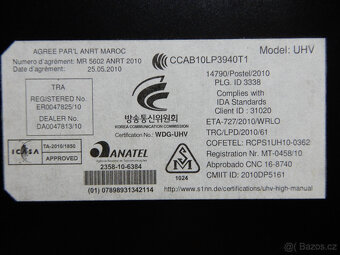 AGREE PAR'L ANRT MAROC
Numero d'agrément: MR 5602 ANRT 2010
Date d'agrément: 25.05.2010
TRA
REGISTERED No:
ER0047825/10
DEALER No:
DA0047813/10
ICASA
TA-2010/1850
APPROVED
방송통신위원회
KOREA COMMUNICATIONS COMMISSION
Certification No.: WDG-UHV
ANATEL
2358-10-6384
(01) 07898931342114
CCAB10LP3940T1
Model: UHV
14790/Postel/2010
PLG. ID 3338
Complies with
IDA Standards
Client ID : 31020
ETA-727/2010/WRLO
TRC/LPD/2010/61
COFETEL: RCPS1UH10-0362
Registration No: MT-0458/10
Abprobado CNC 16-8740
CMIIT ID: 2010DP5161
M
1024
http://www.s1nn.de/certifications/uhv-high-manual